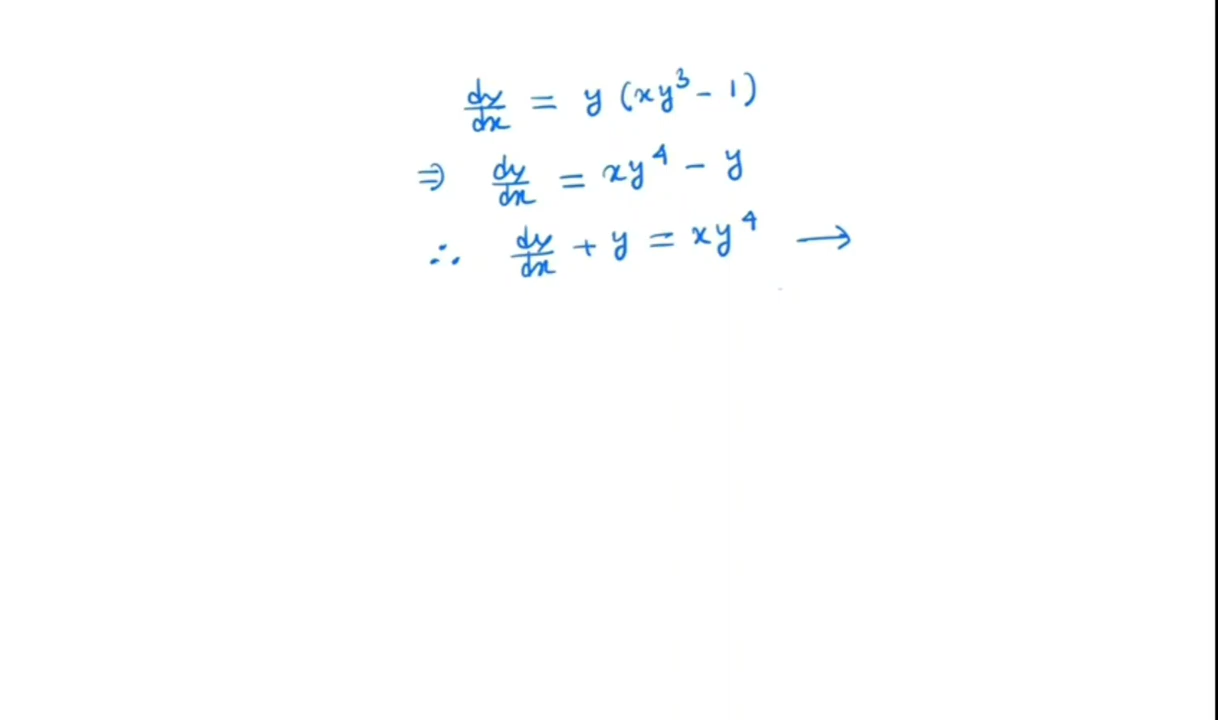 dy/dx = y (xy³ - 1)
⇒ dy/dx = xy⁴ - y
∴ dy/dx + y = xy⁴ ⟶